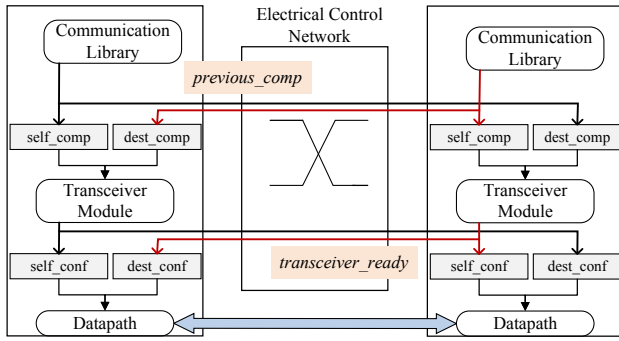 Electrical Control
Network
Communication
Library
Communication
Library
previous_comp
self_comp
dest_comp
self_comp
dest_comp
Transceiver
Module
Transceiver
Module
self_conf
dest_conf
transceiver_ready
self_conf
dest_conf
Datapath
Datapath